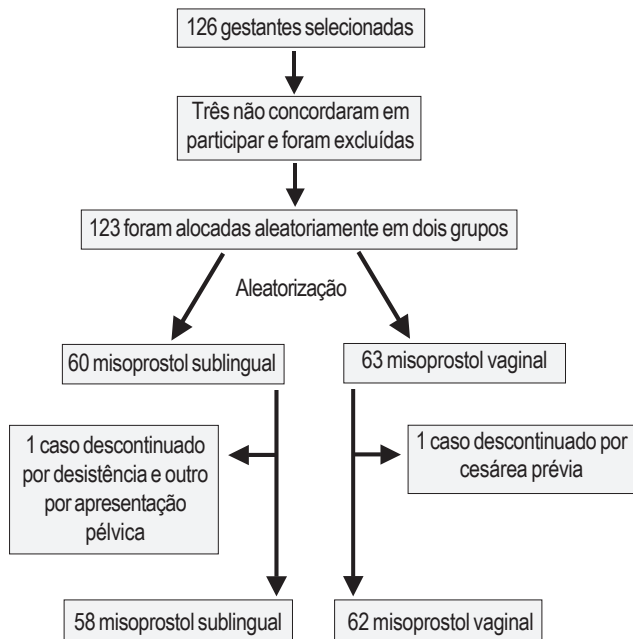 126 gestantes selecionadas
Três não concordaram em
participar e foram excluídas
123 foram alocadas aleatoriamente em dois grupos
Aleatorização
60 misoprostol sublingual
63 misoprostol vaginal
1 caso descontinuado
por desistência e outro
por apresentação
pélvica
1 caso descontinuado por
cesárea prévia
58 misoprostol sublingual
62 misoprostol vaginal